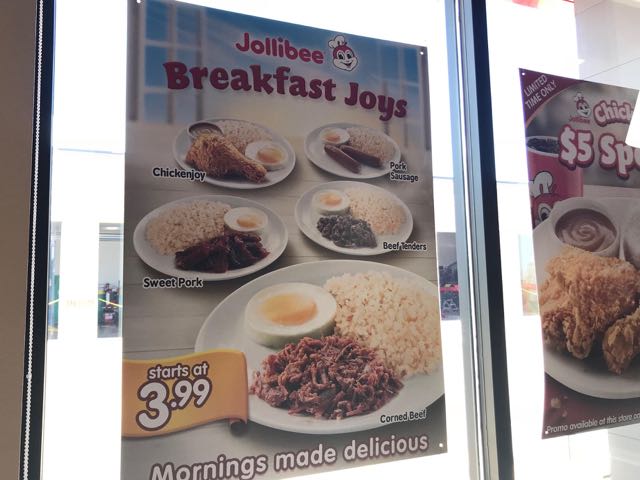 Jollibee
Breakfast Joys
Chickenjoy
Pork
Sausage
Sweet Pork
Beef Tenders
starts at
3.99
Corned Beef
Mornings made delicious
LIMITED
TIME ONLY
Jollibee
$5
Promo available at this store